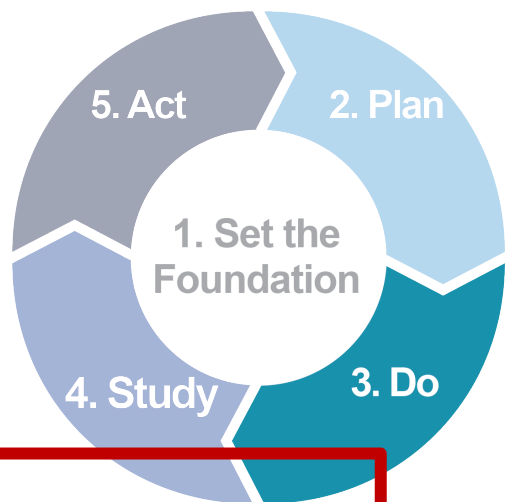 5. Act
2. Plan
1. Set the
Foundation
4. Study
3. Do